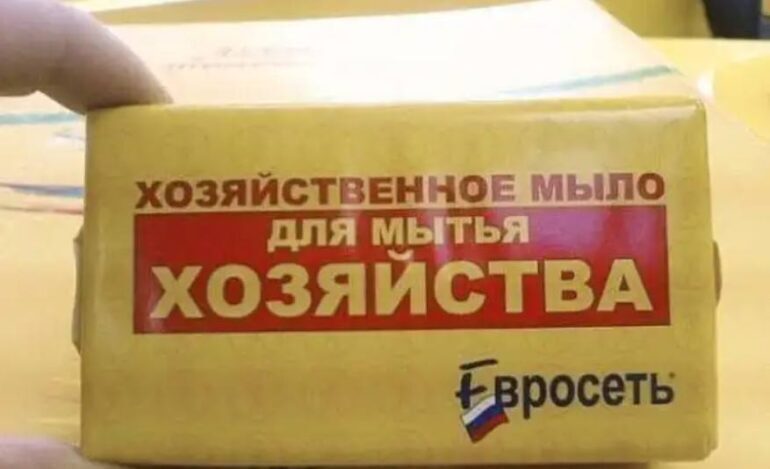 ХОЗЯЙСТВЕННОЕ МЫЛО
ДЛЯ МЫТЬЯ
ХОЗЯЙСТВА
Евросеть